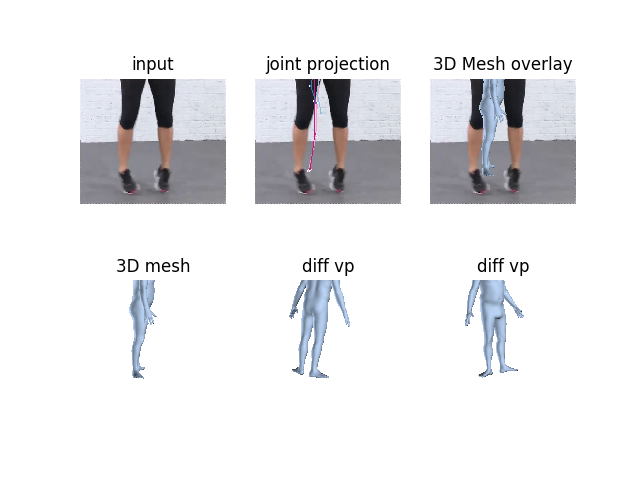 input
joint projection
3D Mesh overlay
3D mesh
diff vp
diff vp